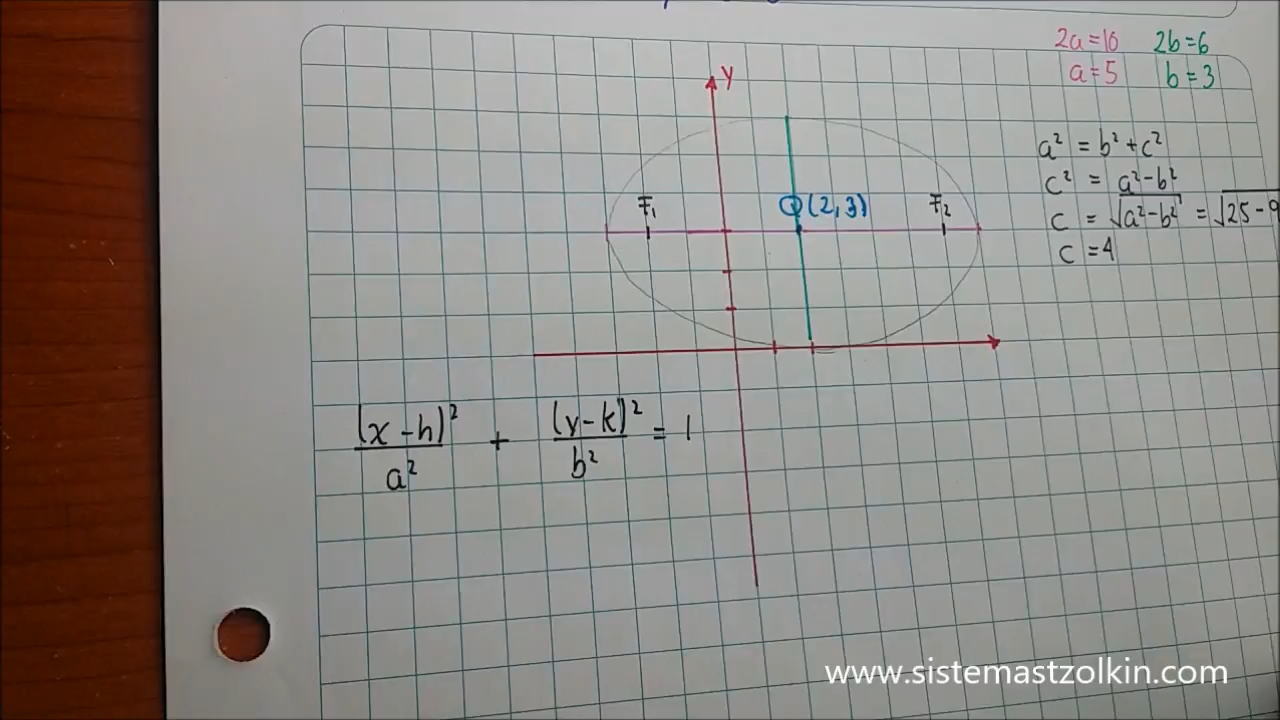 2a=10 2b=6
a=5 b=3
Y
a² = b² + c²
c² = a²-b²
F₁ Q(2,3) F₂
c = √a²-b² = √25-9
c =4
(x-h)²/a² + (y-k)²/b² = 1
www.sistemastzolkin.com